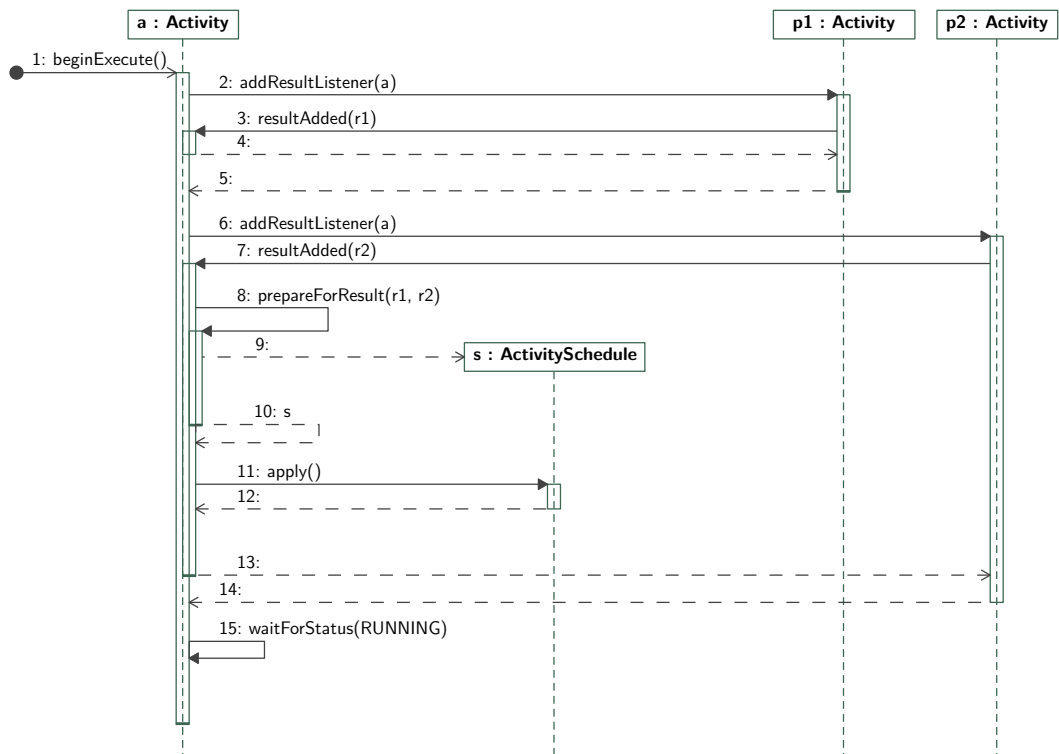 a : Activity
p1 : Activity
p2 : Activity
1: beginExecute()
2: addResultListener(a)
3: resultAdded(r1)
4:
5:
6: addResultListener(a)
7: resultAdded(r2)
8: prepareForResult(r1, r2)
9:
s : ActivitySchedule
10: s
11: apply()
12:
13:
14:
15: waitForStatus(RUNNING)